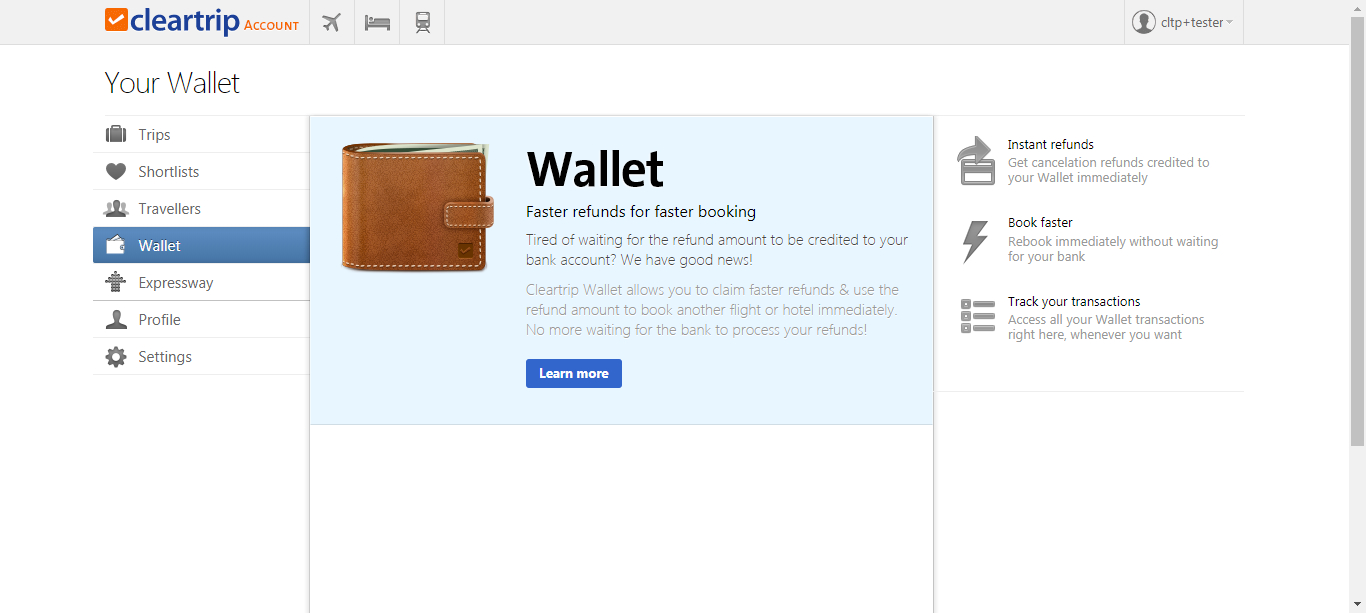 cleartrip ACCOUNT
cltp+tester
Your Wallet
Trips
Shortlists
Travellers
Wallet
Expressway
Profile
Settings
Wallet
Faster refunds for faster booking
Tired of waiting for the refund amount to be credited to your
bank account? We have good news!
Cleartrip Wallet allows you to claim faster refunds & use the
refund amount to book another flight or hotel immediately.
No more waiting for the bank to process your refunds!
Learn more
Instant refunds
Get cancelation refunds credited to
your Wallet immediately
Book faster
Rebook immediately without waiting
for your bank
Track your transactions
Access all your Wallet transactions
right here, whenever you want